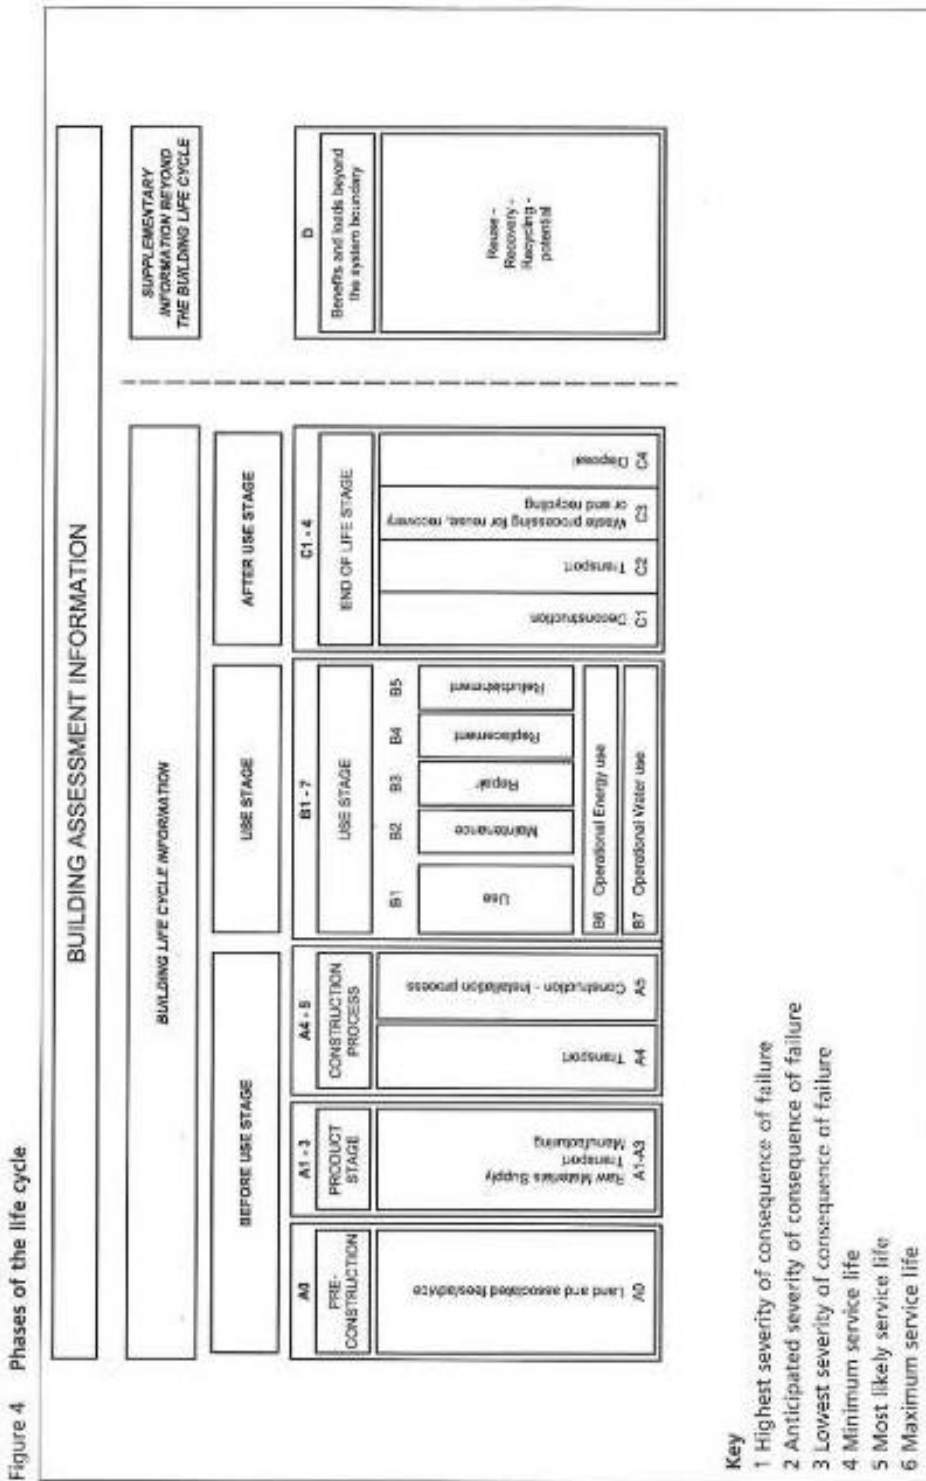 Figure 4 Phases of the life cycle
BUILDING ASSESSMENT INFORMATION
BUILDING LIFE CYCLE INFORMATION
SUPPLEMENTARY
INFORMATION BEYOND
THE BUILDING LIFE CYCLE
BEFORE USE STAGE
USE STAGE
AFTER USE STAGE
A0
PRE-
CONSTRUCTION
Land and associated fees/advice
A0
A1 - 3
PRODUCT
STAGE
Raw Materials Supply
Transport
Manufacturing
A1-A3
A4 - 5
CONSTRUCTION
PROCESS
Transport
A4
Construction - Installation process
A5
B1 - 7
USE STAGE
B1
Use
B2
Maintenance
B3
Repair
B4
Replacement
B5
Refurbishment
B6 Operational Energy use
B7 Operational Water use
C1 - 4
END OF LIFE STAGE
Deconstruction
C1
Transport
C2
Waste processing for reuse, recovery
or and recycling
C3
Disposal
C4
D
Benefits and loads beyond
the system boundary
Reuse -
Recovery -
Recycling -
potential
Key
1 Highest severity of consequence of failure
2 Anticipated severity of consequence of failure
3 Lowest severity of consequence of failure
4 Minimum service life
5 Most likely service life
6 Maximum service life